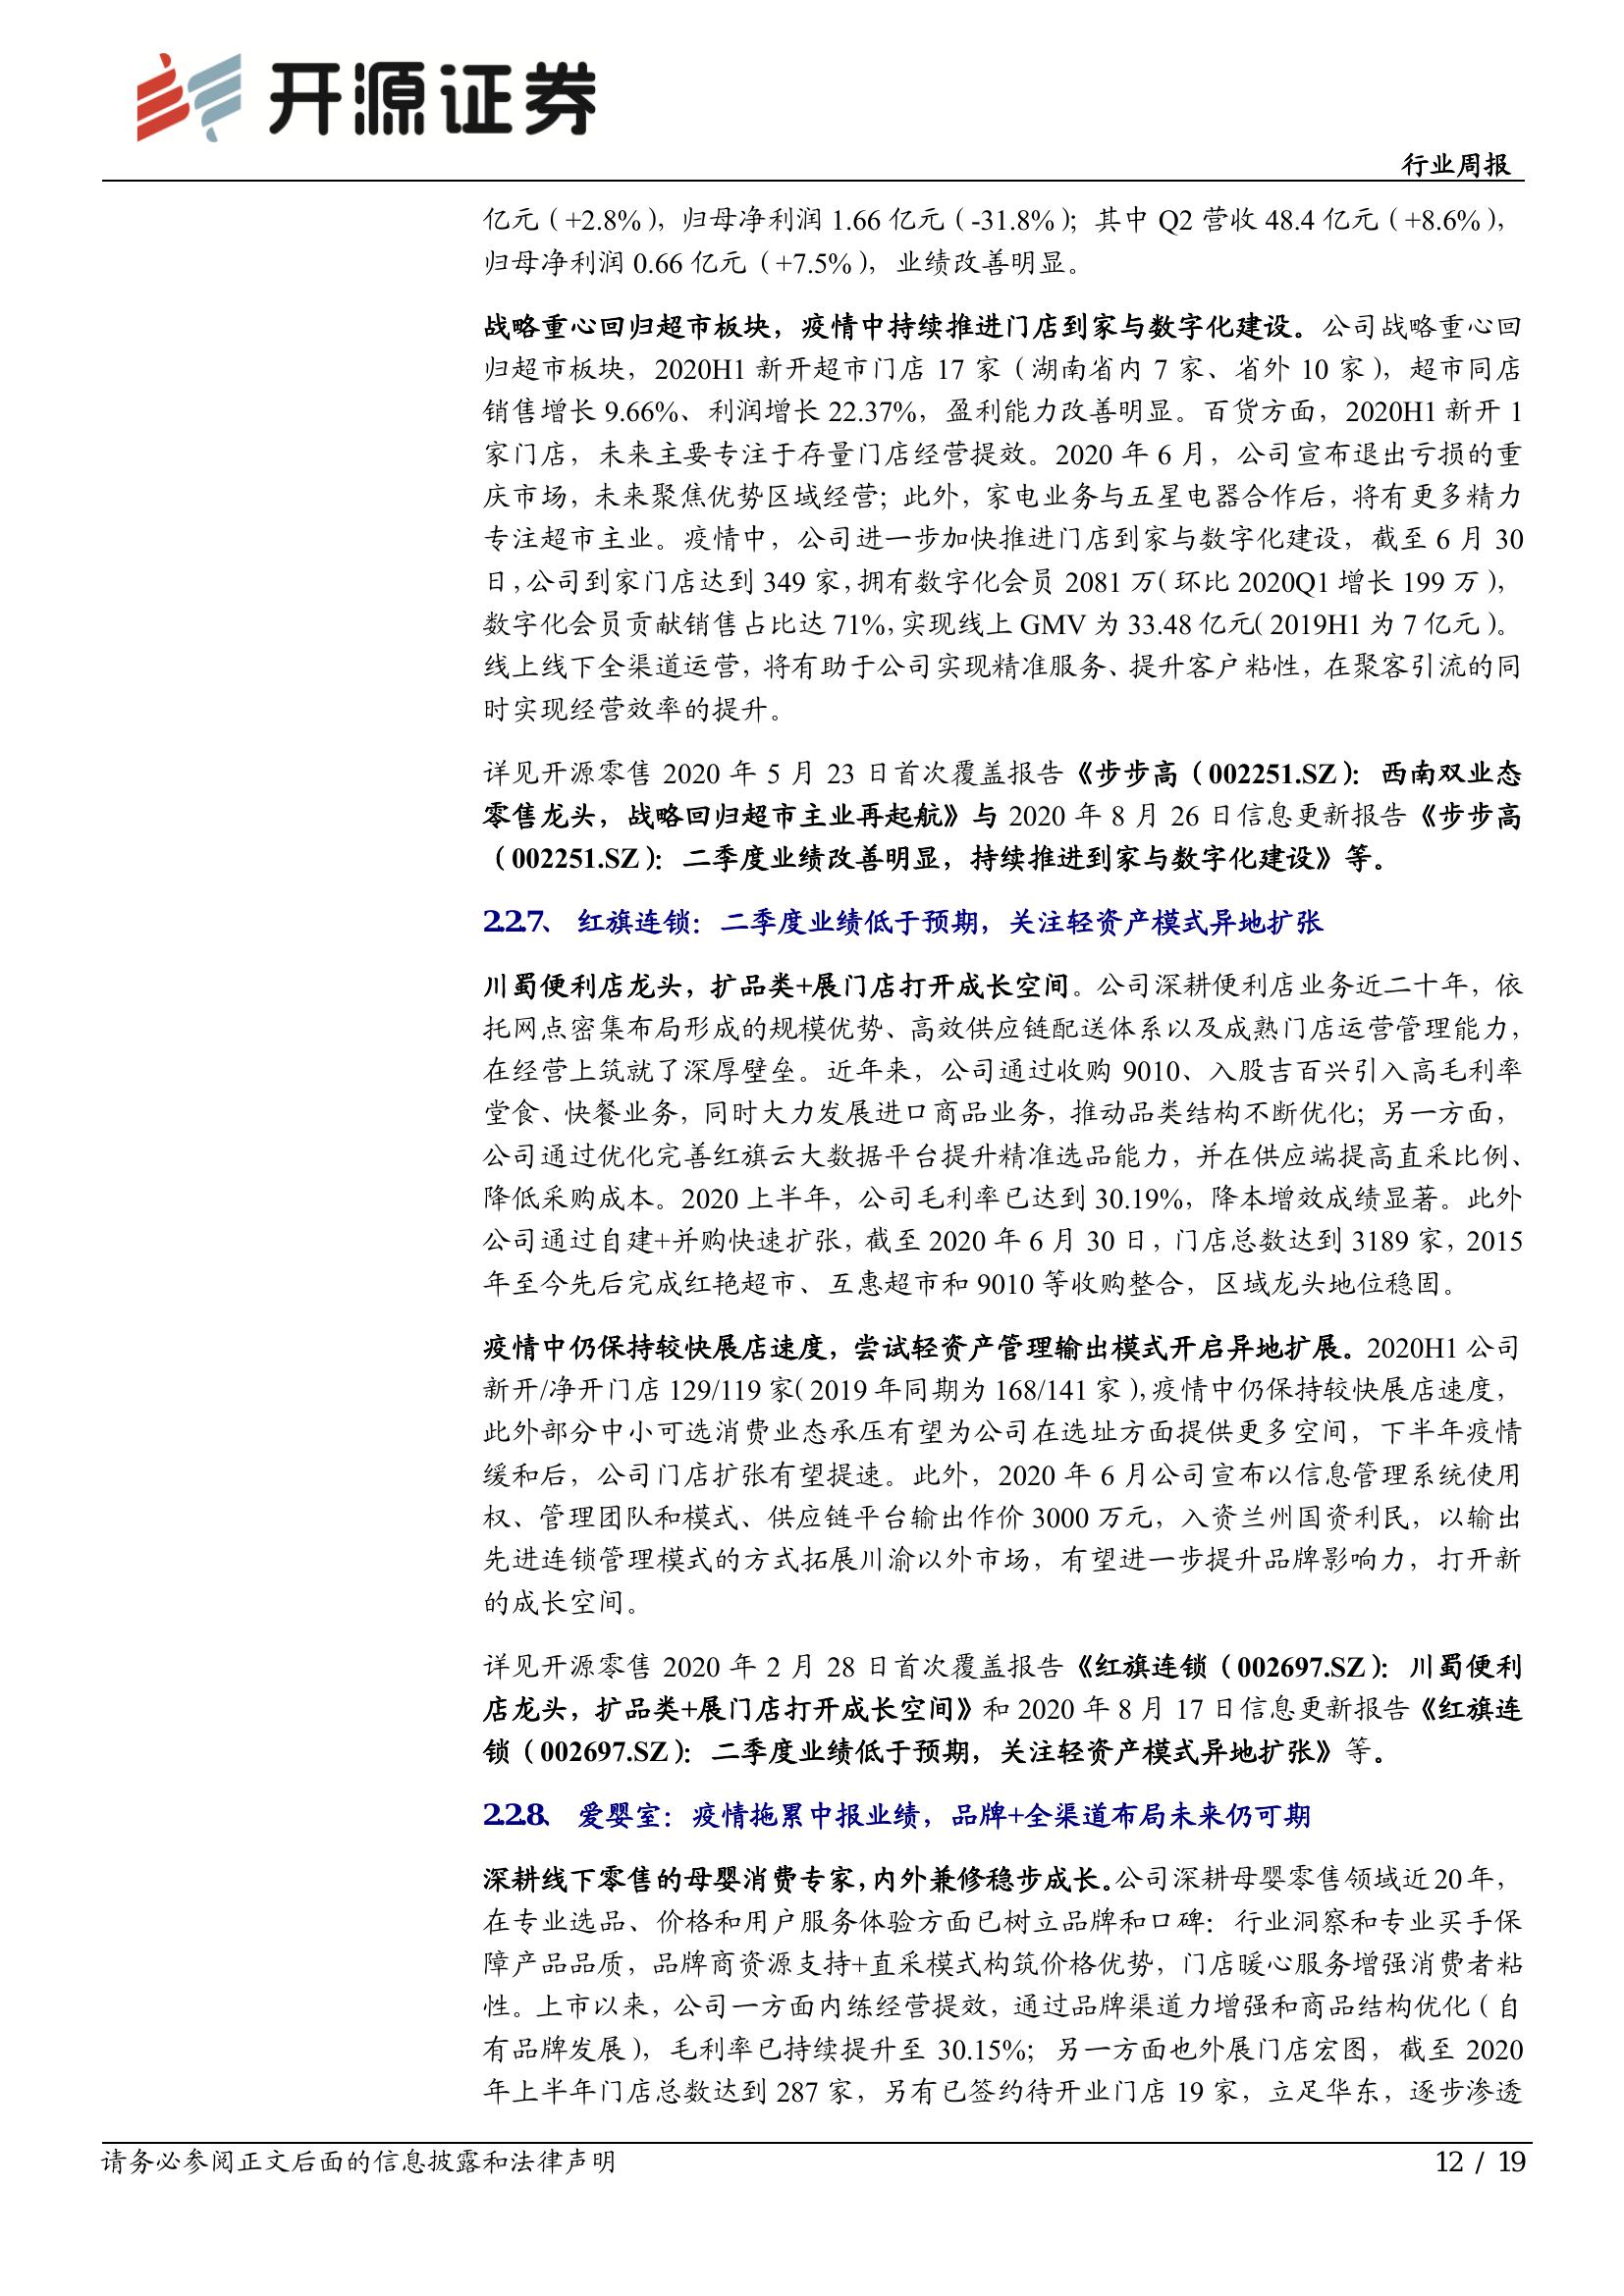 开源证券
行业周报
亿元（+2.8%），归母净利润 1.66 亿元（-31.8%）；其中 Q2 营收 48.4 亿元（+8.6%），
归母净利润 0.66 亿元（+7.5%），业绩改善明显。
战略重心回归超市板块，疫情中持续推进门店到家与数字化建设。公司战略重心回
归超市板块，2020H1 新开超市门店 17 家（湖南省内 7 家、省外 10 家），超市同店
销售增长 9.66%、利润增长 22.37%，盈利能力改善明显。百货方面，2020H1 新开 1
家门店，未来主要专注于存量门店经营提效。2020 年 6 月，公司宣布退出亏损的重
庆市场，未来聚焦优势区域经营；此外，家电业务与五星电器合作后，将有更多精力
专注超市主业。疫情中，公司进一步加快推进门店到家与数字化建设，截至 6 月 30
日，公司到家门店达到 349 家，拥有数字化会员 2081 万（环比 2020Q1 增长 199 万），
数字化会员贡献销售占比达 71%，实现线上 GMV 为 33.48 亿元（2019H1 为 7 亿元）。
线上线下全渠道运营，将有助于公司实现精准服务、提升客户粘性，在聚客引流的同
时实现经营效率的提升。
详见开源零售 2020 年 5 月 23 日首次覆盖报告《步步高（002251.SZ）：西南双业态
零售龙头，战略回归超市主业再起航》与 2020 年 8 月 26 日信息更新报告《步步高
（002251.SZ）：二季度业绩改善明显，持续推进到家与数字化建设》等。
2.2.7、 红旗连锁：二季度业绩低于预期，关注轻资产模式异地扩张
川蜀便利店龙头，扩品类+展门店打开成长空间。公司深耕便利店业务近二十年，依
托网点密集布局形成的规模优势、高效供应链配送体系以及成熟门店运营管理能力，
在经营上筑就了深厚壁垒。近年来，公司通过收购 9010、入股吉百兴引入高毛利率
堂食、快餐业务，同时大力发展进口商品业务，推动品类结构不断优化；另一方面，
公司通过优化完善红旗云大数据平台提升精准选品能力，并在供应端提高直采比例、
降低采购成本。2020 上半年，公司毛利率已达到 30.19%，降本增效成绩显著。此外
公司通过自建+并购快速扩张，截至 2020 年 6 月 30 日，门店总数达到 3189 家，2015
年至今先后完成红艳超市、互惠超市和 9010 等收购整合，区域龙头地位稳固。
疫情中仍保持较快展店速度，尝试轻资产管理输出模式开启异地扩展。2020H1 公司
新开/净开门店 129/119 家（2019 年同期为 168/141 家），疫情中仍保持较快展店速度，
此外部分中小可选消费业态承压有望为公司在选址方面提供更多空间，下半年疫情
缓和后，公司门店扩张有望提速。此外，2020 年 6 月公司宣布以信息管理系统使用
权、管理团队和模式、供应链平台输出作价 3000 万元，入资兰州国资利民，以输出
先进连锁管理模式的方式拓展川渝以外市场，有望进一步提升品牌影响力，打开新
的成长空间。
详见开源零售 2020 年 2 月 28 日首次覆盖报告《红旗连锁（002697.SZ）：川蜀便利
店龙头，扩品类+展门店打开成长空间》和 2020 年 8 月 17 日信息更新报告《红旗连
锁（002697.SZ）：二季度业绩低于预期，关注轻资产模式异地扩张》等。
2.2.8、 爱婴室：疫情拖累中报业绩，品牌+全渠道布局未来仍可期
深耕线下零售的母婴消费专家，内外兼修稳步成长。公司深耕母婴零售领域近 20 年，
在专业选品、价格和用户服务体验方面已树立品牌和口碑：行业洞察和专业买手保
障产品品质，品牌商资源支持+直采模式构筑价格优势，门店暖心服务增强消费者粘
性。上市以来，公司一方面内练经营提效，通过品牌渠道力增强和商品结构优化（自
有品牌发展），毛利率已持续提升至 30.15%；另一方面也外展门店宏图，截至 2020
年上半年门店总数达到 287 家，另有已签约待开业门店 19 家，立足华东，逐步渗透
请务必参阅正文后面的信息披露和法律声明
12 / 19